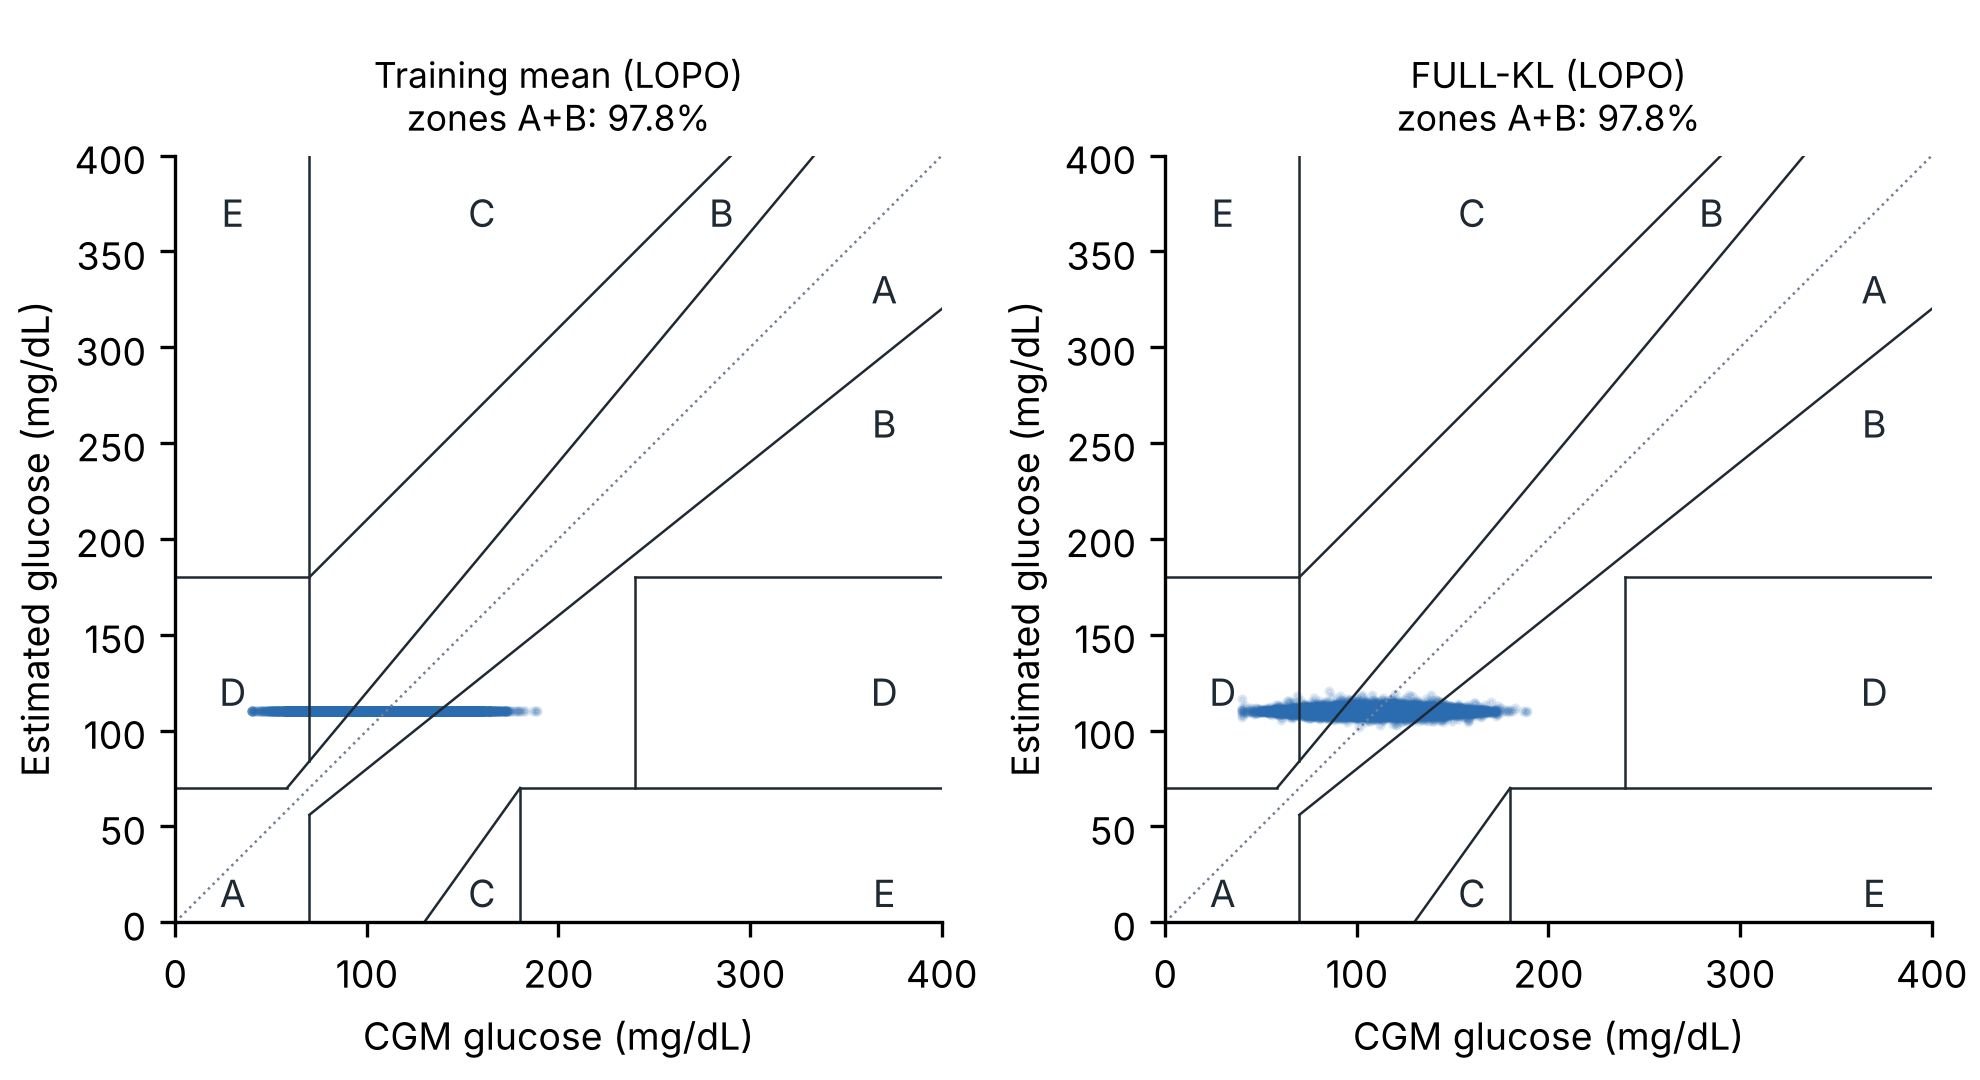 Training mean (LOPO)
zones A+B: 97.8%
400
350
300
250
200
150
100
50
0
Estimated glucose (mg/dL)
E
C
B
A
B
D
D
A
C
E
0
100
200
300
400
CGM glucose (mg/dL)
FULL-KL (LOPO)
zones A+B: 97.8%
400
350
300
250
200
150
100
50
0
Estimated glucose (mg/dL)
E
C
B
A
B
D
D
A
C
E
0
100
200
300
400
CGM glucose (mg/dL)